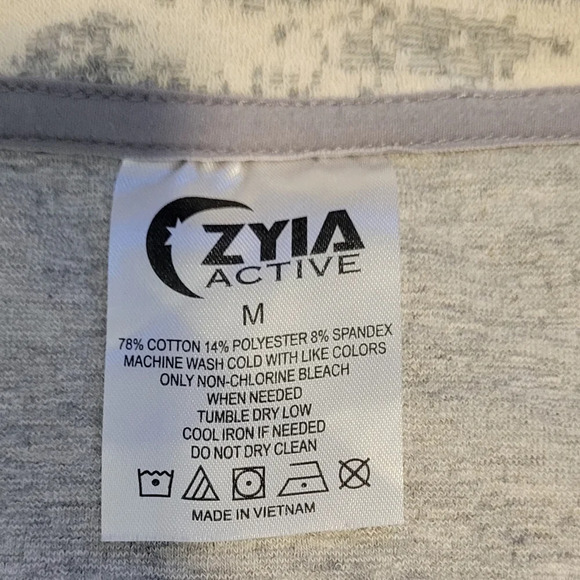 ZYIA
ACTIVE
M
78% COTTON 14% POLYESTER 8% SPANDEX
MACHINE WASH COLD WITH LIKE COLORS
ONLY NON-CHLORINE BLEACH
WHEN NEEDED
TUMBLE DRY LOW
COOL IRON IF NEEDED
DO NOT DRY CLEAN
MADE IN VIETNAM